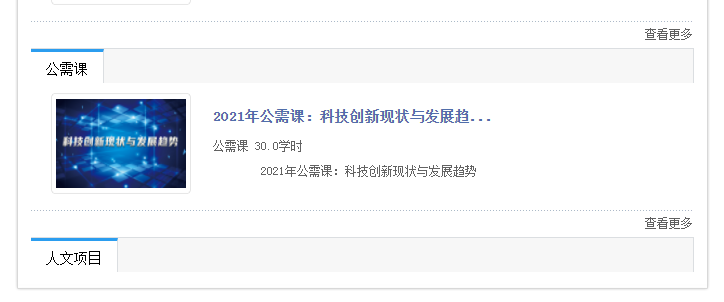 查看更多
公需课
科技创新现状与发展趋势
2021年公需课：科技创新现状与发展趋...
公需课 30.0学时
2021年公需课：科技创新现状与发展趋势
查看更多
人文项目